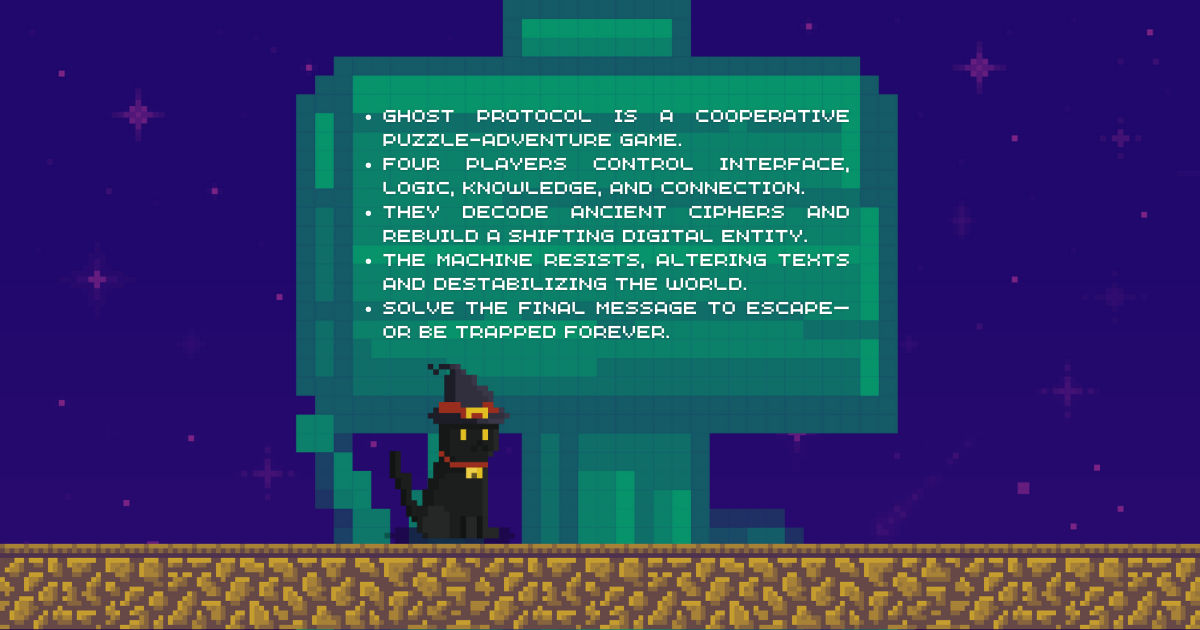 • GHOST PROTOCOL IS A COOPERATIVE
PUZZLE-ADVENTURE GAME.
• FOUR PLAYERS CONTROL INTERFACE,
LOGIC, KNOWLEDGE, AND CONNECTION.
• THEY DECODE ANCIENT CIPHERS AND
REBUILD A SHIFTING DIGITAL ENTITY.
• THE MACHINE RESISTS, ALTERING TEXTS
AND DESTABILIZING THE WORLD.
• SOLVE THE FINAL MESSAGE TO ESCAPE—
OR BE TRAPPED FOREVER.